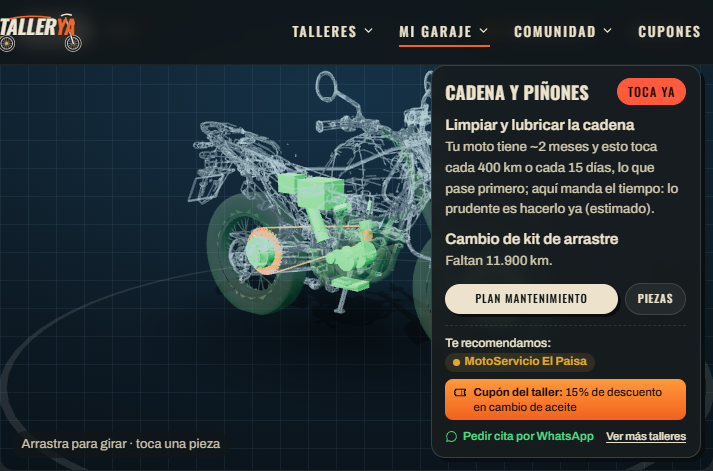 TALLERYA
TALLERES
MI GARAJE
COMUNIDAD
CUPONES
CADENA Y PIÑONES
TOCA YA
Limpiar y lubricar la cadena
Tu moto tiene ~2 meses y esto toca
cada 400 km o cada 15 días, lo que
pase primero; aquí manda el tiempo: lo
prudente es hacerlo ya (estimado).
Cambio de kit de arrastre
Faltan 11.900 km.
PLAN MANTENIMIENTO
PIEZAS
Te recomendamos:
MotoServicio El Paisa
Cupón del taller: 15% de descuento
en cambio de aceite
Pedir cita por WhatsApp
Ver más talleres
Arrastra para girar · toca una pieza